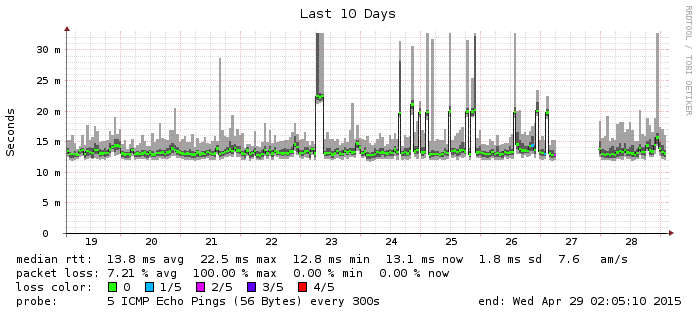 Last 10 Days
RRDTOOL / TOBI OETIKER
Seconds
30 m
25 m
20 m
15 m
10 m
5 m
0
19 20 21 22 23 24 25 26 27 28
median rtt: 13.8 ms avg 22.5 ms max 12.8 ms min 13.1 ms now 1.8 ms sd 7.6 am/s
packet loss: 7.21 % avg 100.00 % max 0.00 % min 0.00 % now
loss color: 0 1/5 2/5 3/5 4/5
probe: 5 ICMP Echo Pings (56 Bytes) every 300s end: Wed Apr 29 02:05:10 2015